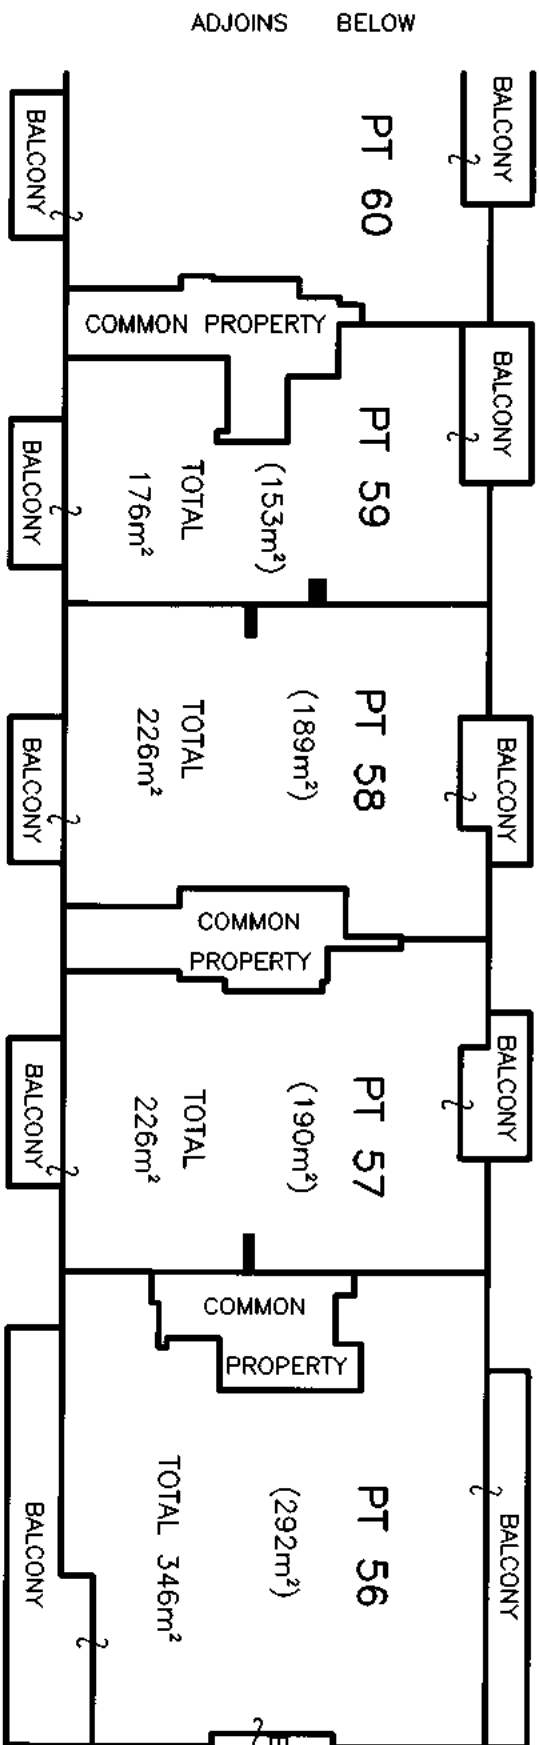 ADJOINS BELOW
BALCONY
BALCONY
PT 60
COMMON PROPERTY
BALCONY
BALCONY
PT 59
(153m²)
TOTAL
176m²
BALCONY
BALCONY
PT 58
(189m²)
TOTAL
226m²
COMMON
PROPERTY
BALCONY
BALCONY
PT 57
(190m²)
TOTAL
226m²
COMMON
PROPERTY
BALCONY
BALCONY
PT 56
(292m²)
TOTAL 346m²